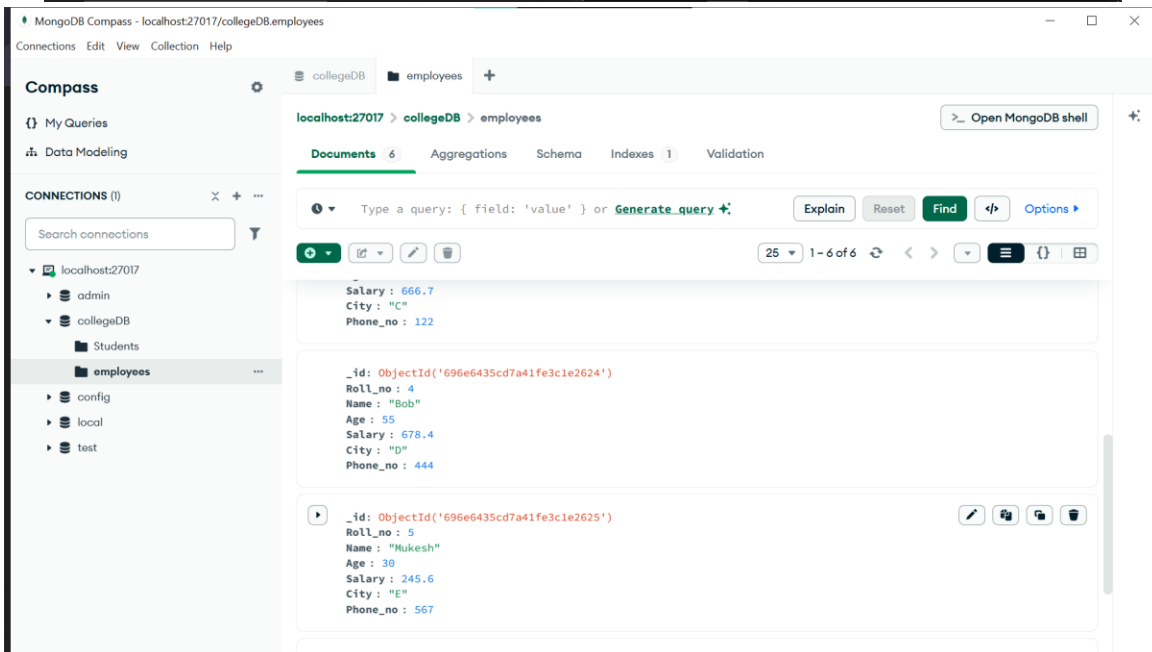 MongoDB Compass - localhost:27017/collegeDB.employees
Connections Edit View Collection Help
Compass
{} My Queries
Data Modeling
CONNECTIONS (1)
Search connections
localhost:27017
admin
collegeDB
Students
employees
config
local
test
collegeDB employees
localhost:27017 > collegeDB > employees
>_ Open MongoDB shell
Documents 6 Aggregations Schema Indexes 1 Validation
Type a query: { field: 'value' } or Generate query
Explain Reset Find </> Options
25 1 – 6 of 6 {}
Salary : 666.7
City : "C"
Phone_no : 122
_id: ObjectId('696e6435cd7a41fe3c1e2624')
Roll_no : 4
Name : "Bob"
Age : 55
Salary : 678.4
City : "D"
Phone_no : 444
_id: ObjectId('696e6435cd7a41fe3c1e2625')
Roll_no : 5
Name : "Mukesh"
Age : 30
Salary : 245.6
City : "E"
Phone_no : 567